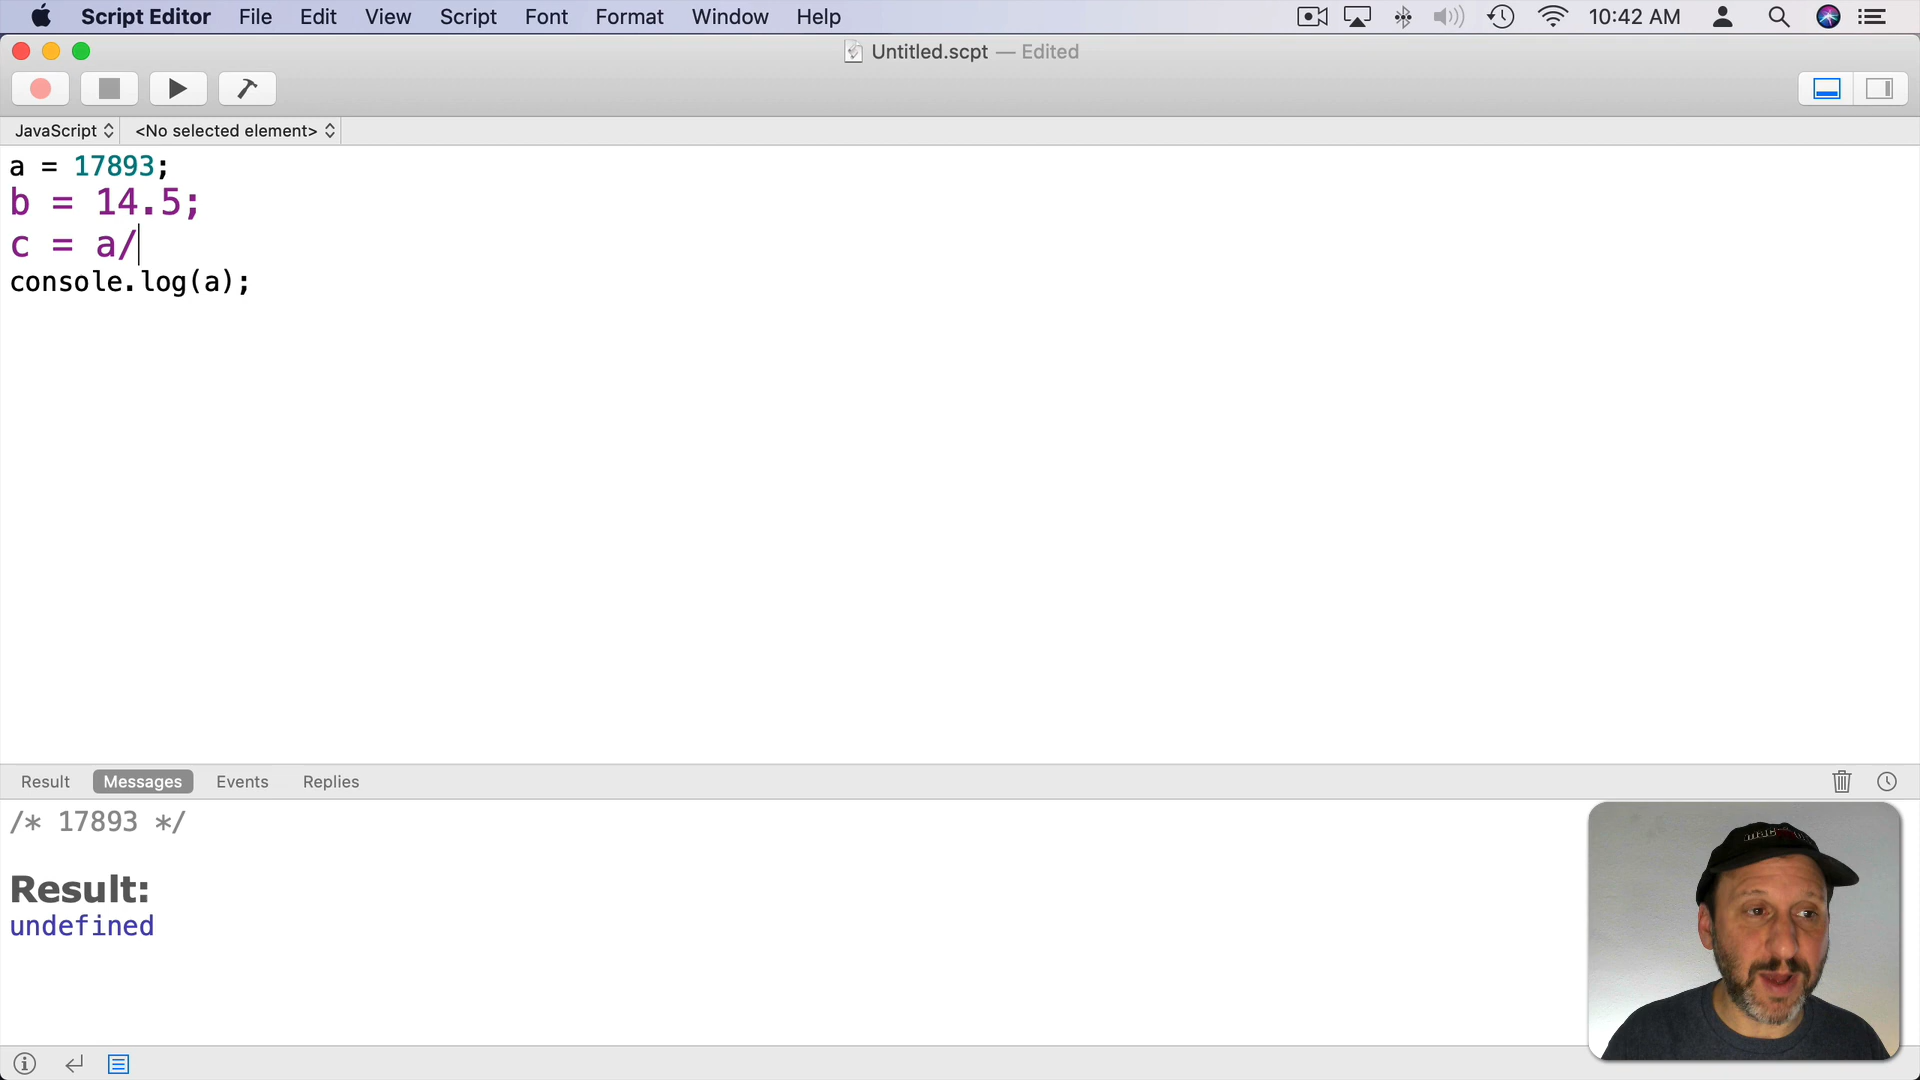 Script Editor File Edit View Script Font Format Window Help 10:42 AM
Untitled.scpt — Edited
JavaScript <No selected element>
a = 17893;
b = 14.5;
c = a/
console.log(a);
Result Messages Events Replies
/* 17893 */
Result:
undefined